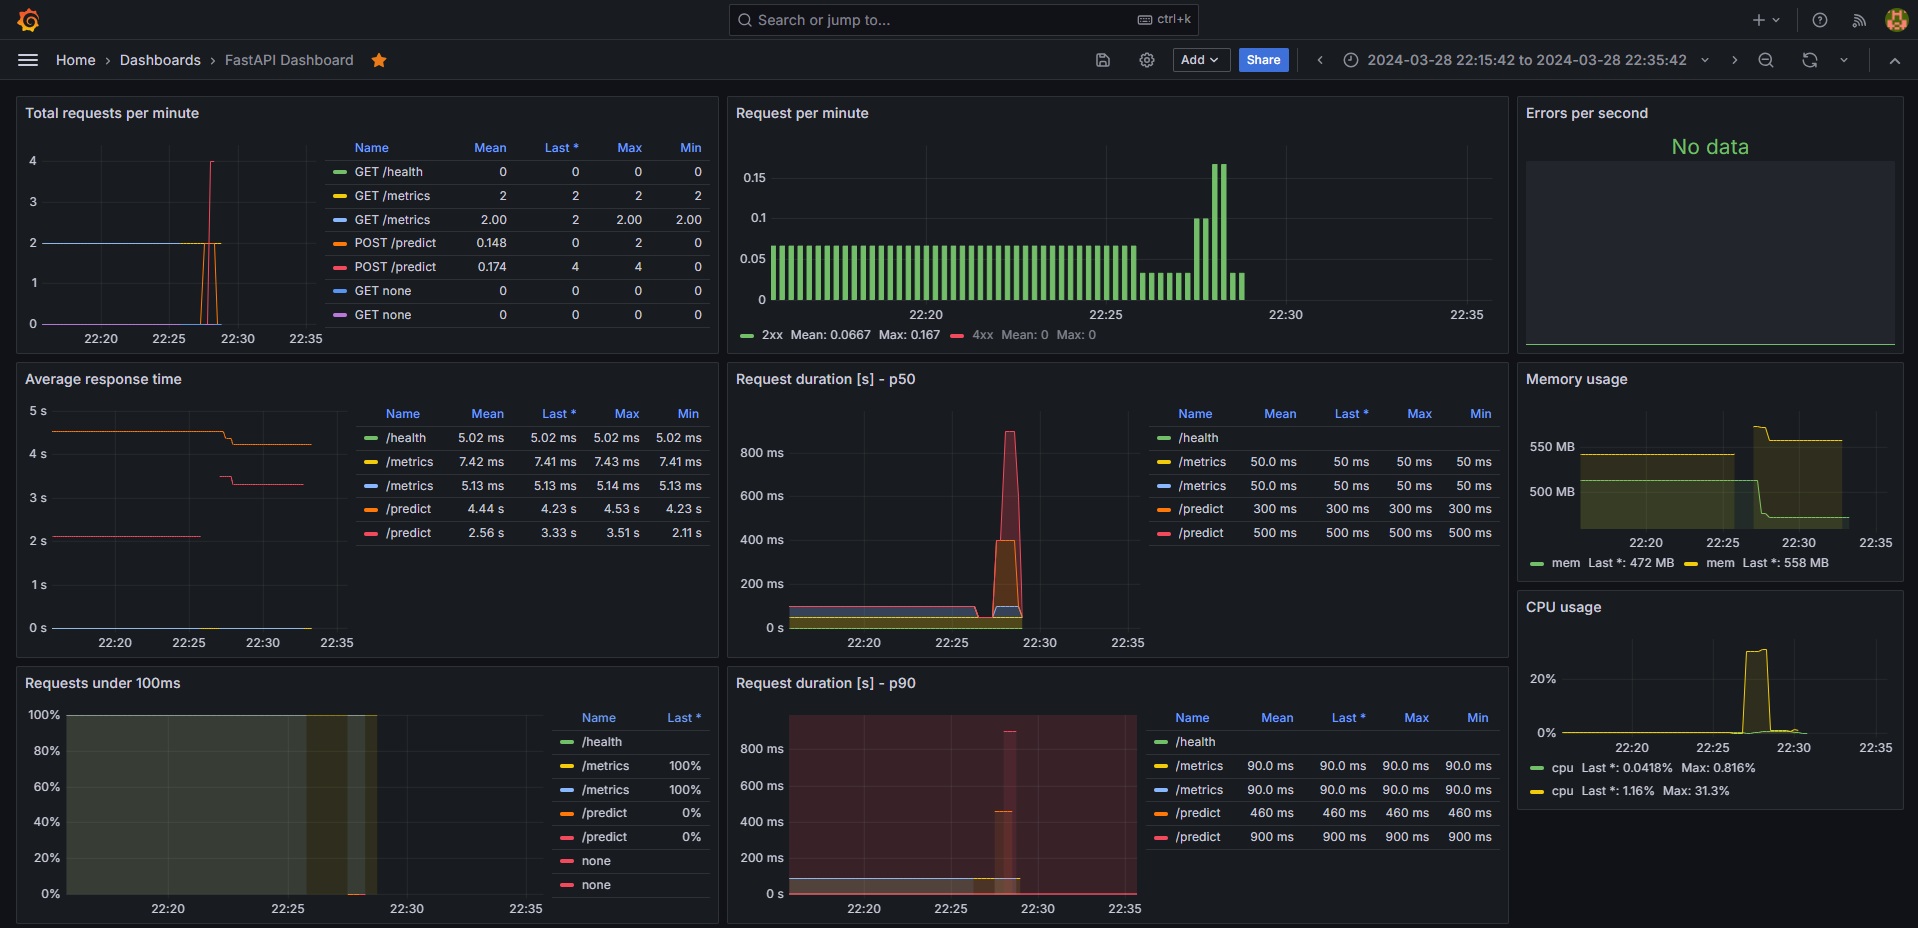 Search or jump to...
ctrl+k
Home › Dashboards › FastAPI Dashboard
Add
Share
2024-03-28 22:15:42 to 2024-03-28 22:35:42
Total requests per minute
4
3
2
1
0
22:20 22:25 22:30 22:35
Name Mean Last * Max Min
GET /health 0 0 0 0
GET /metrics 2 2 2 2
GET /metrics 2.00 2 2.00 2.00
POST /predict 0.148 0 2 0
POST /predict 0.174 4 4 0
GET none 0 0 0 0
GET none 0 0 0 0
Request per minute
0.15
0.1
0.05
0
22:20 22:25 22:30 22:35
2xx Mean: 0.0667 Max: 0.167 4xx Mean: 0 Max: 0
Errors per second
No data
Average response time
5 s
4 s
3 s
2 s
1 s
0 s
22:20 22:25 22:30 22:35
Name Mean Last * Max Min
/health 5.02 ms 5.02 ms 5.02 ms 5.02 ms
/metrics 7.42 ms 7.41 ms 7.43 ms 7.41 ms
/metrics 5.13 ms 5.13 ms 5.14 ms 5.13 ms
/predict 4.44 s 4.23 s 4.53 s 4.23 s
/predict 2.56 s 3.33 s 3.51 s 2.11 s
Request duration [s] - p50
800 ms
600 ms
400 ms
200 ms
0 s
22:20 22:25 22:30 22:35
Name Mean Last * Max Min
/health
/metrics 50.0 ms 50 ms 50 ms 50 ms
/metrics 50.0 ms 50 ms 50 ms 50 ms
/predict 300 ms 300 ms 300 ms 300 ms
/predict 500 ms 500 ms 500 ms 500 ms
Memory usage
550 MB
500 MB
22:20 22:25 22:30 22:35
mem Last *: 472 MB mem Last *: 558 MB
CPU usage
20%
0%
22:20 22:25 22:30 22:35
cpu Last *: 0.0418% Max: 0.816%
cpu Last *: 1.16% Max: 31.3%
Requests under 100ms
100%
80%
60%
40%
20%
0%
22:20 22:25 22:30 22:35
Name Last *
/health
/metrics 100%
/metrics 100%
/predict 0%
/predict 0%
none
none
Request duration [s] - p90
800 ms
600 ms
400 ms
200 ms
0 s
22:20 22:25 22:30 22:35
Name Mean Last * Max Min
/health
/metrics 90.0 ms 90.0 ms 90.0 ms 90.0 ms
/metrics 90.0 ms 90.0 ms 90.0 ms 90.0 ms
/predict 460 ms 460 ms 460 ms 460 ms
/predict 900 ms 900 ms 900 ms 900 ms